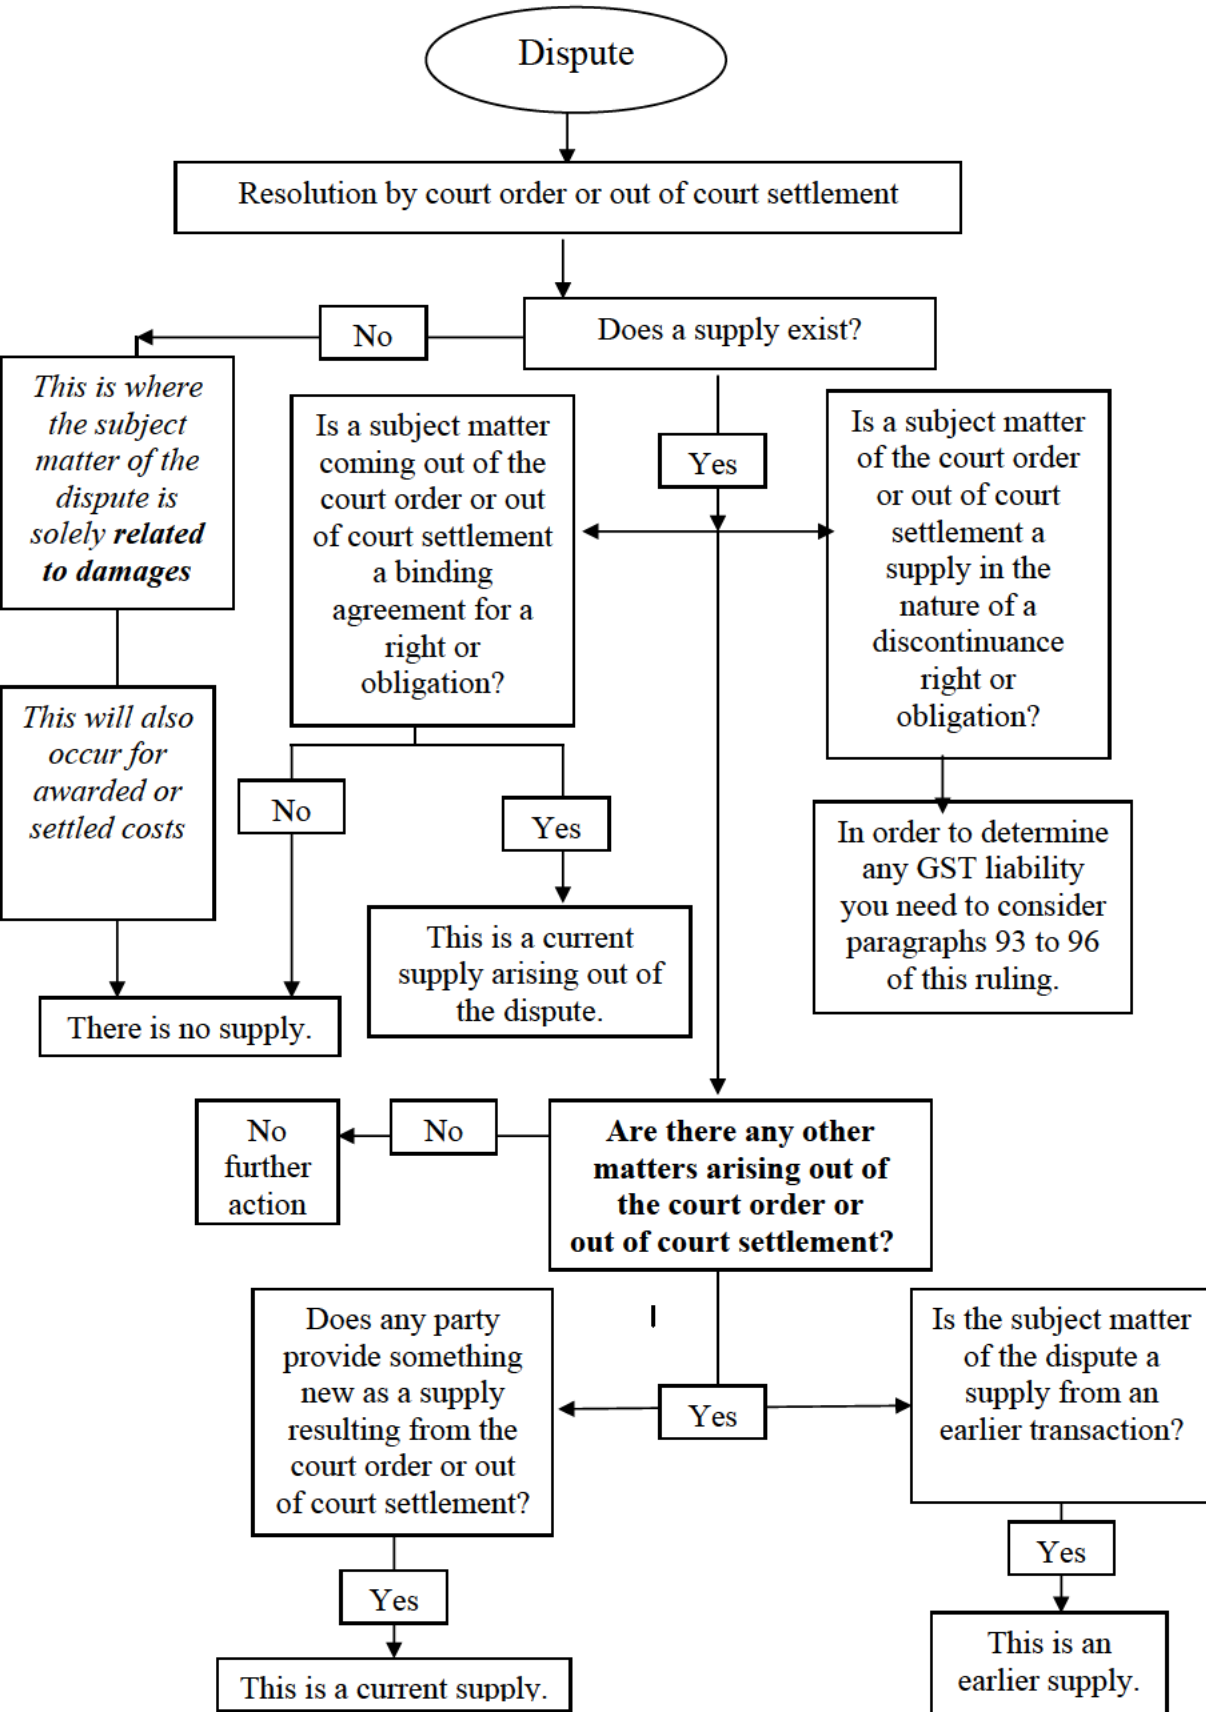 Dispute
Resolution by court order or out of court settlement
Does a supply exist?
No
This is where
the subject
matter of the
dispute is
solely related
to damages
This will also
occur for
awarded or
settled costs
Is a subject matter
coming out of the
court order or out
of court settlement
a binding
agreement for a
right or
obligation?
Yes
Is a subject matter
of the court order
or out of court
settlement a
supply in the
nature of a
discontinuance
right or
obligation?
No
Yes
In order to determine
any GST liability
you need to consider
paragraphs 93 to 96
of this ruling.
This is a current
supply arising out of
the dispute.
There is no supply.
Are there any other
matters arising out of
the court order or
out of court settlement?
No
No
further
action
Does any party
provide something
new as a supply
resulting from the
court order or out
of court settlement?
Yes
Is the subject matter
of the dispute a
supply from an
earlier transaction?
Yes
Yes
This is a current supply.
This is an
earlier supply.